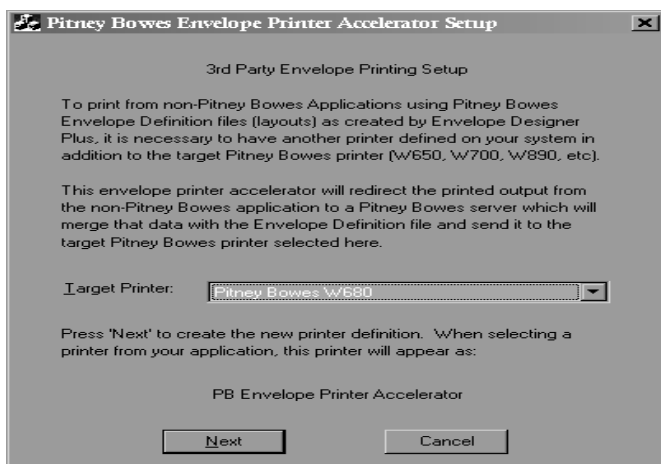 Pitney Bowes Envelope Printer Accelerator Setup
3rd Party Envelope Printing Setup
To print from non-Pitney Bowes Applications using Pitney Bowes
Envelope Definition files (layouts) as created by Envelope Designer
Plus, it is necessary to have another printer defined on your system in
addition to the target Pitney Bowes printer (W650, W700, W890, etc).
This envelope printer accelerator will redirect the printed output from
the non-Pitney Bowes application to a Pitney Bowes server which will
merge that data with the Envelope Definition file and send it to the
target Pitney Bowes printer selected here.
Target Printer: Pitney Bowes W680
Press 'Next' to create the new printer definition. When selecting a
printer from your application, this printer will appear as:
PB Envelope Printer Accelerator
Next Cancel